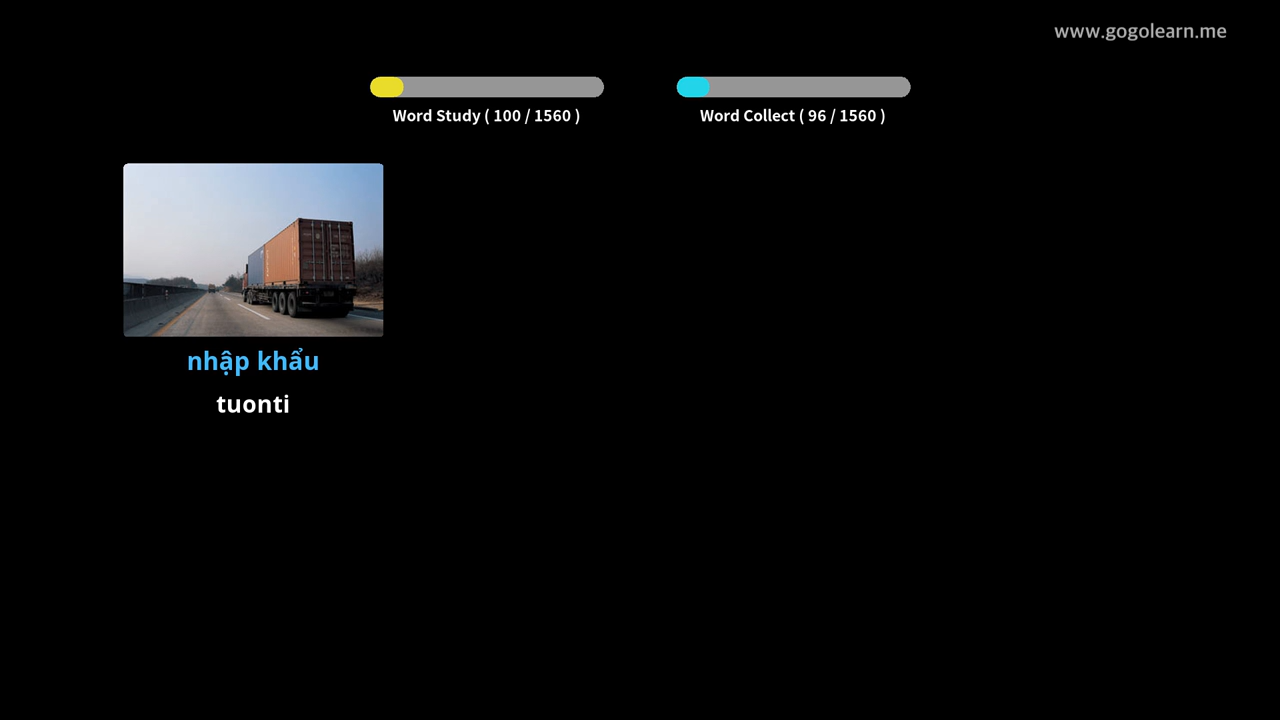 www.gogolearn.me
Word Study ( 100 / 1560 )
Word Collect ( 96 / 1560 )
nhập khẩu
tuonti